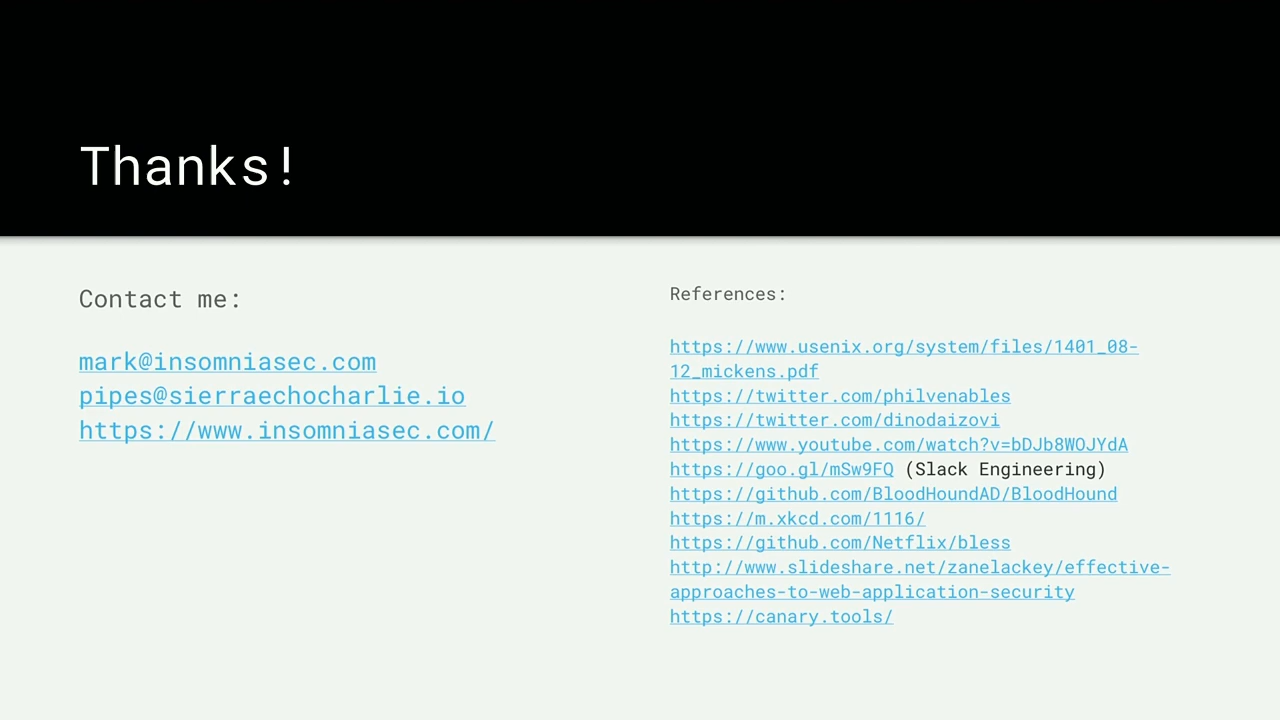 Thanks!
Contact me:
mark@insomniasec.com
pipes@sierraechocharlie.io
https://www.insomniasec.com/
References:
https://www.usenix.org/system/files/1401_08-
12_mickens.pdf
https://twitter.com/philvenables
https://twitter.com/dinodaizovi
https://www.youtube.com/watch?v=bDJb8WOJYdA
https://goo.gl/mSw9FQ (Slack Engineering)
https://github.com/BloodHoundAD/BloodHound
https://m.xkcd.com/1116/
https://github.com/Netflix/bless
http://www.slideshare.net/zanelackey/effective-
approaches-to-web-application-security
https://canary.tools/